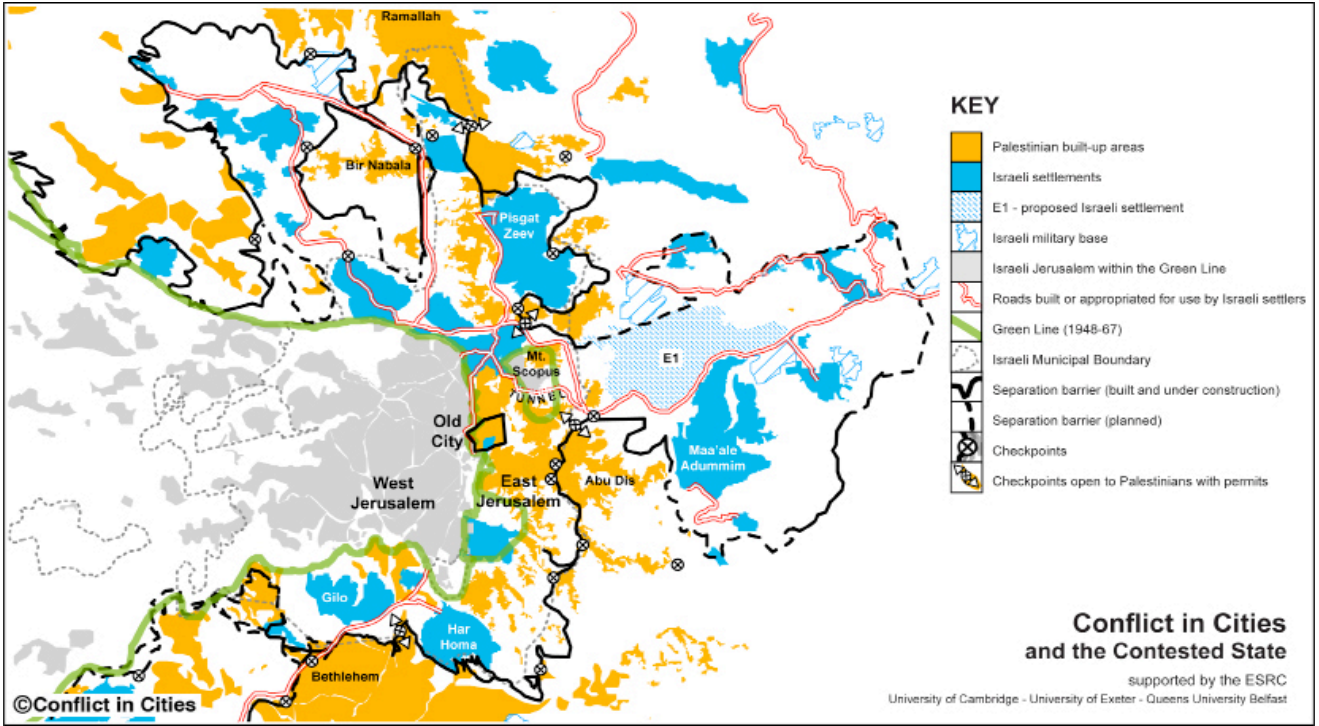 Ramallah
Bir Nabala
Pisgat
Zeev
E1
Mt.
Scopus
TUNNEL
Old
City
West
Jerusalem
East
Jerusalem
Abu Dis
Maa'ale
Adummim
Gilo
Har
Homa
Bethlehem
©Conflict in Cities
KEY
Palestinian built-up areas
Israeli settlements
E1 - proposed Israeli settlement
Israeli military base
Israeli Jerusalem within the Green Line
Roads built or appropriated for use by Israeli settlers
Green Line (1948-67)
Israeli Municipal Boundary
Separation barrier (built and under construction)
Separation barrier (planned)
Checkpoints
Checkpoints open to Palestinians with permits
Conflict in Cities
and the Contested State
supported by the ESRC
University of Cambridge - University of Exeter - Queens University Belfast